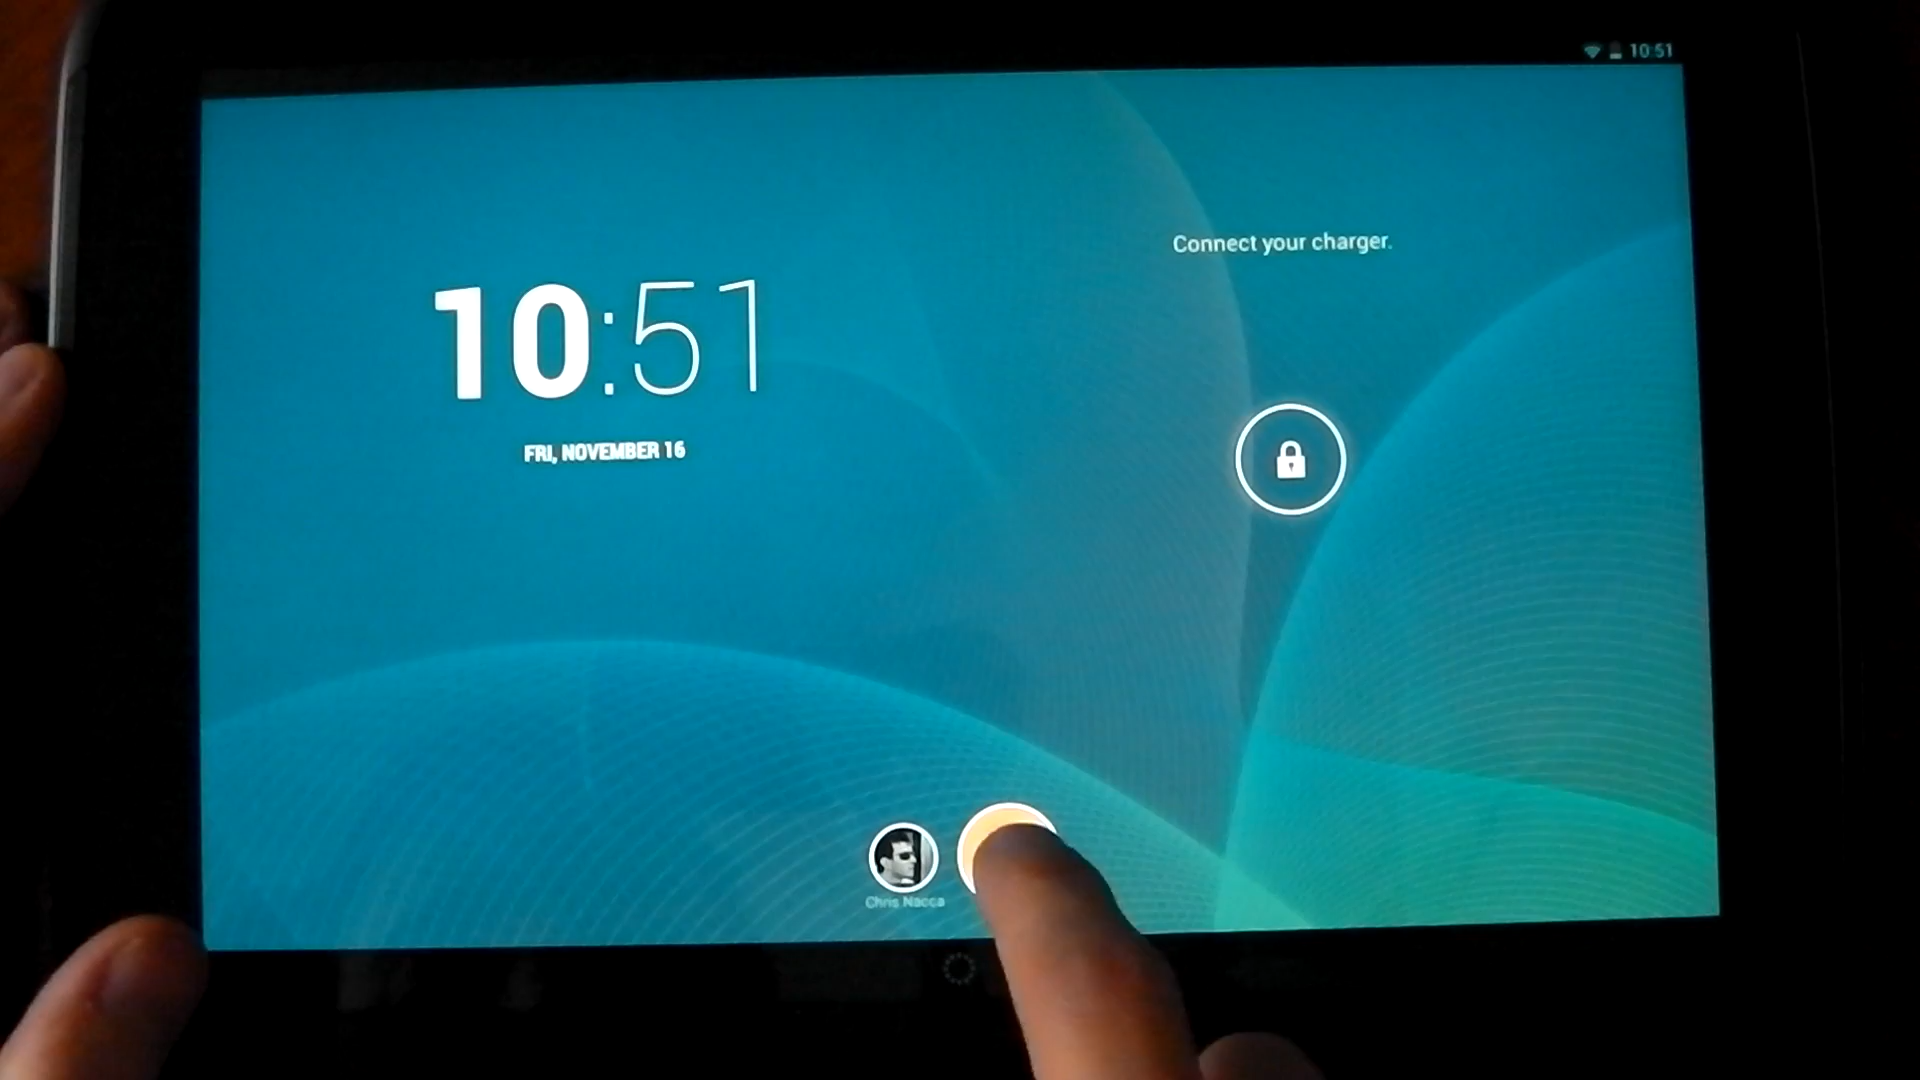 10:51
Connect your charger.
10:51
FRI, NOVEMBER 16
Chris Nacca